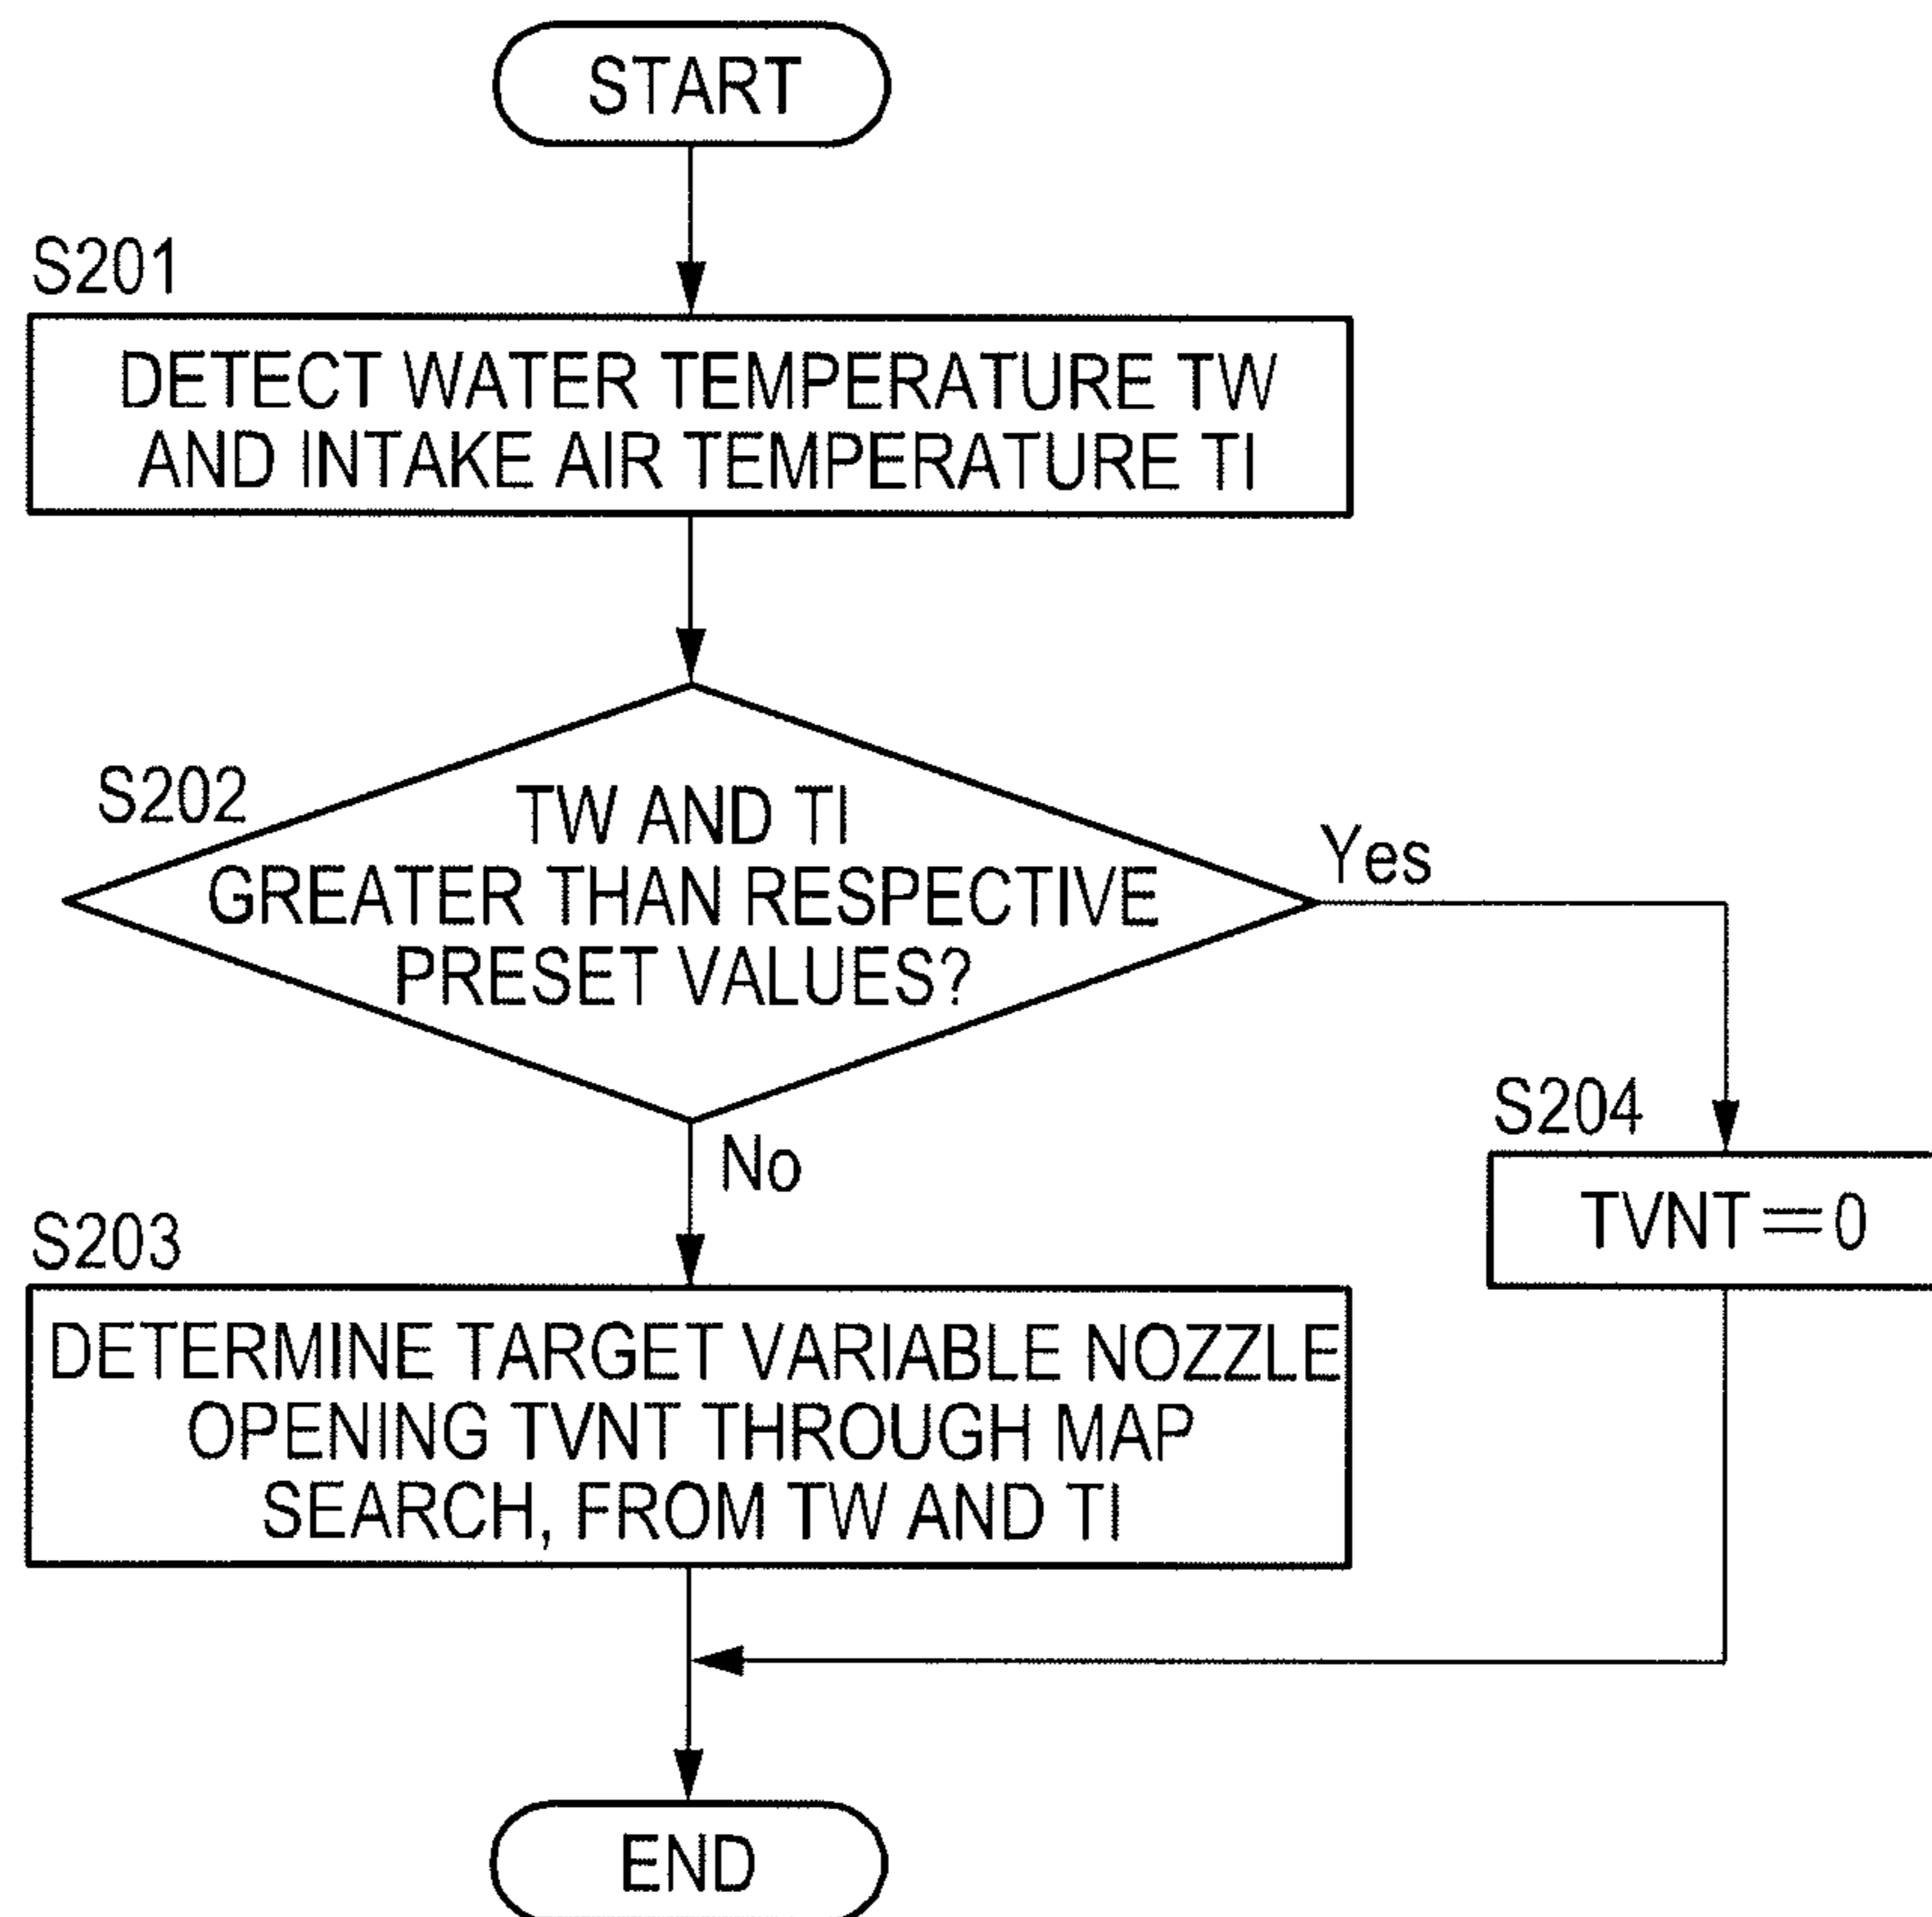 START
S201
DETECT WATER TEMPERATURE TW
AND INTAKE AIR TEMPERATURE TI
S202
TW AND TI
GREATER THAN RESPECTIVE
PRESET VALUES?
Yes
No
S204
TVNT=0
S203
DETERMINE TARGET VARIABLE NOZZLE
OPENING TVNT THROUGH MAP
SEARCH, FROM TW AND TI
END